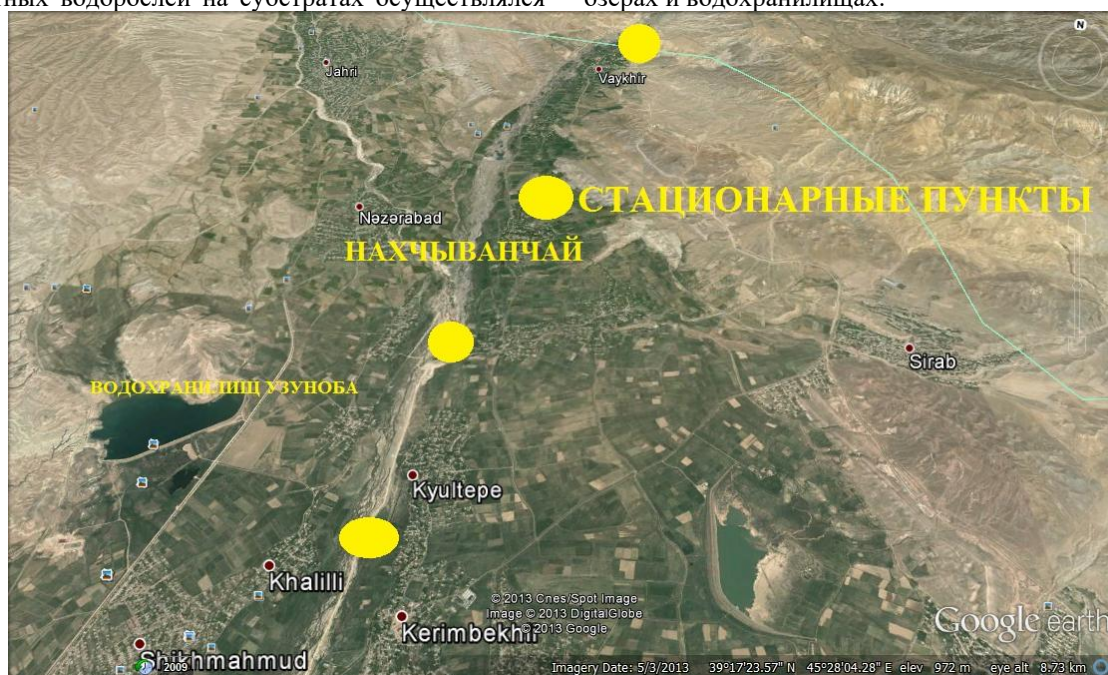 тных водорослей на субстратах осуществлялся
озерах и водохранилищах.
N
Jahri
Vaykhir
СТАЦИОНАРНЫЕ ПУНКТЫ
Nəzərabad
НАХЧЫВАНЧАЙ
Sirab
ВОДОХРАНИЛИЩ УЗУНОБА
Kyultepe
Khalilli
© 2013 Cnes/Spot Image
Image © 2013 DigitalGlobe
© 2013 Google
Kerimbekhir
Google earth
Shikhmahmud
2009
Imagery Date: 5/3/2013 39°17'23.57" N 45°28'04.28" E elev 972 m eye alt 8.73 km